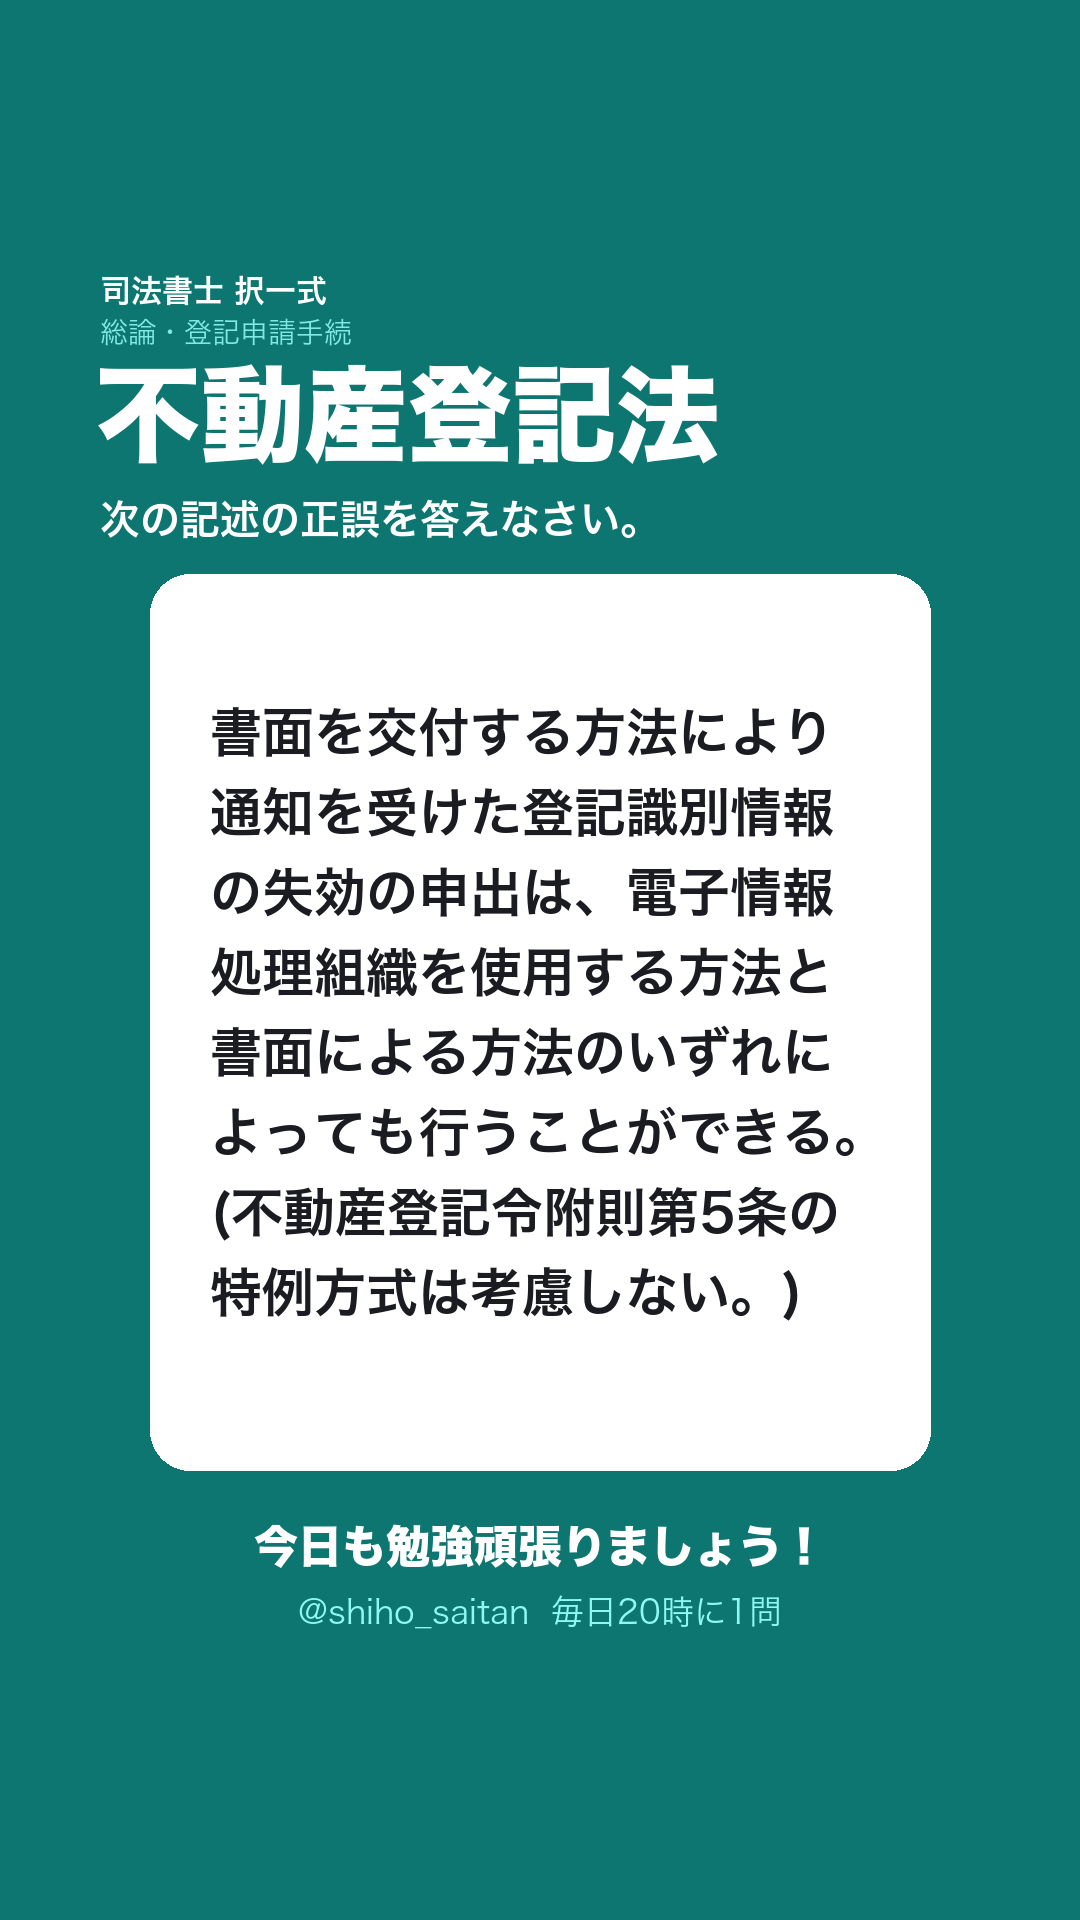 司法書士 択一式
総論・登記申請手続
不動産登記法
次の記述の正誤を答えなさい。
書面を交付する方法により
通知を受けた登記識別情報
の失効の申出は、電子情報
処理組織を使用する方法と
書面による方法のいずれに
よっても行うことができる。
(不動産登記令附則第5条の
特例方式は考慮しない。)
今日も勉強頑張りましょう！
@shiho_saitan 毎日20時に1問